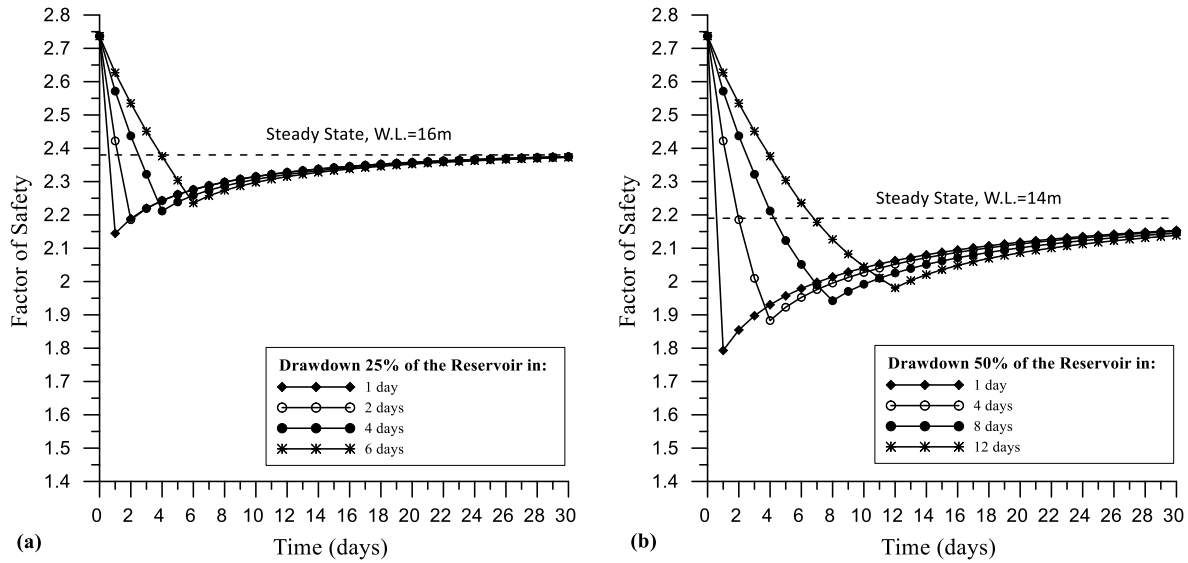 2.8
2.7
2.6
2.5
2.4
2.3
2.2
2.1
2
1.9
1.8
1.7
1.6
1.5
1.4
Factor of Safety
Steady State, W.L.=16m
Drawdown 25% of the Reservoir in:
1 day
2 days
4 days
6 days
0 2 4 6 8 10 12 14 16 18 20 22 24 26 28 30
(a)
Time (days)
2.8
2.7
2.6
2.5
2.4
2.3
2.2
2.1
2
1.9
1.8
1.7
1.6
1.5
1.4
Factor of Safety
Steady State, W.L.=14m
Drawdown 50% of the Reservoir in:
1 day
4 days
8 days
12 days
0 2 4 6 8 10 12 14 16 18 20 22 24 26 28 30
(b)
Time (days)